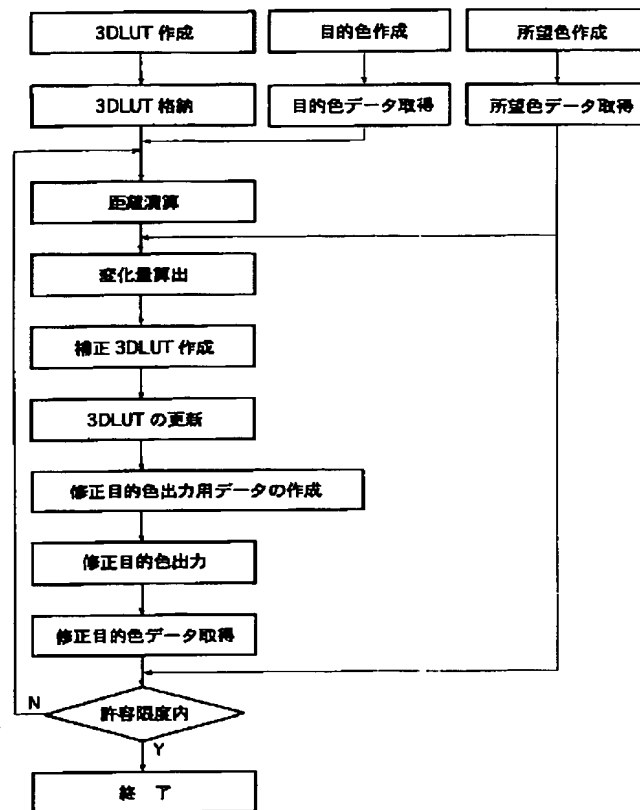 3DLUT 作成
目的色作成
所望色作成
3DLUT 格納
目的色データ取得
所望色データ取得
距離演算
変化量算出
補正 3DLUT 作成
3DLUT の更新
修正目的色出力用データの作成
修正目的色出力
修正目的色データ取得
N
許容限度内
Y
終 了